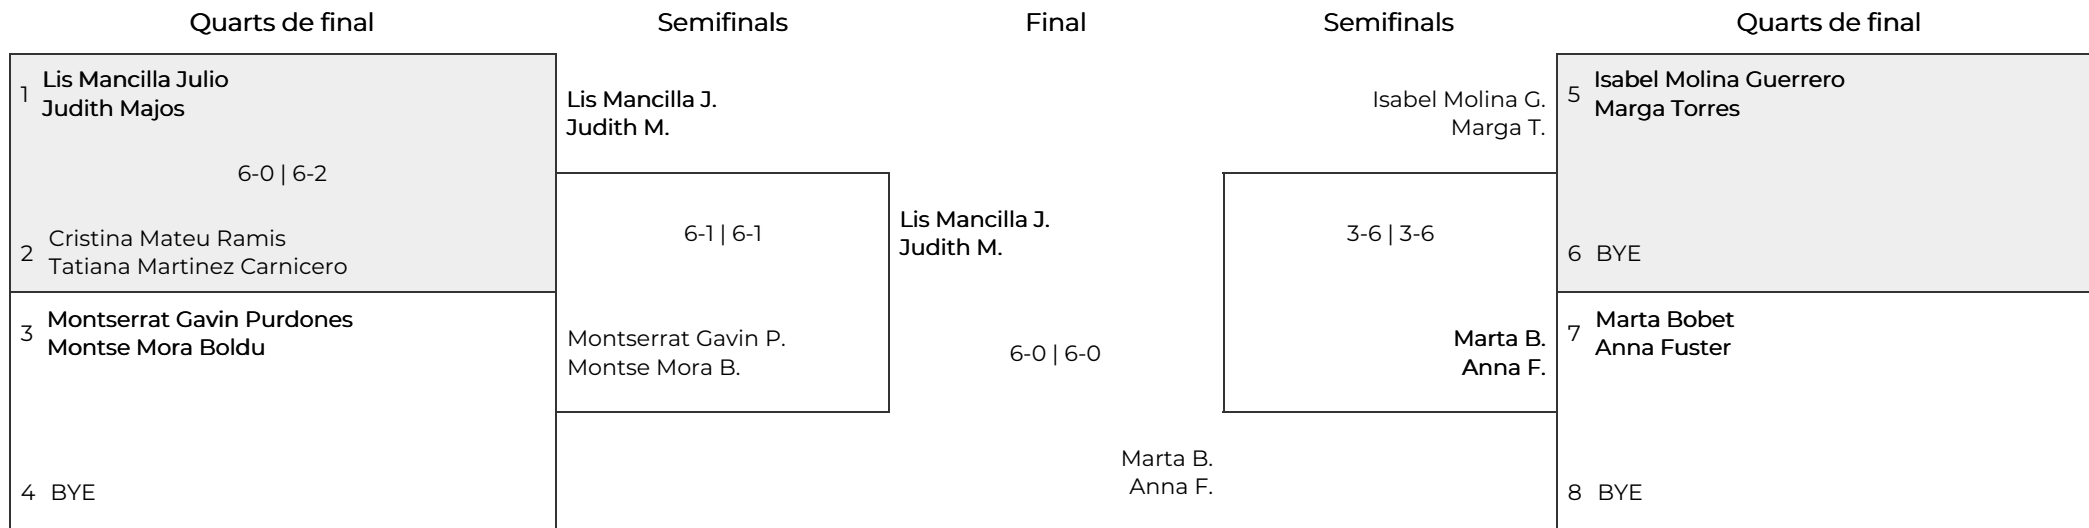 Quarts de final
Semifinals
Final
Semifinals
Quarts de final
1
Lis Mancilla Julio
Judith Majos
6-0 | 6-2
2
Cristina Mateu Ramis
Tatiana Martinez Carnicero
3
Montserrat Gavin Purdones
Montse Mora Boldu
4 BYE
Lis Mancilla J.
Judith M.
6-1 | 6-1
Montserrat Gavin P.
Montse Mora B.
Lis Mancilla J.
Judith M.
6-0 | 6-0
Marta B.
Anna F.
Isabel Molina G.
Marga T.
3-6 | 3-6
Marta B.
Anna F.
5
Isabel Molina Guerrero
Marga Torres
6 BYE
7
Marta Bobet
Anna Fuster
8 BYE